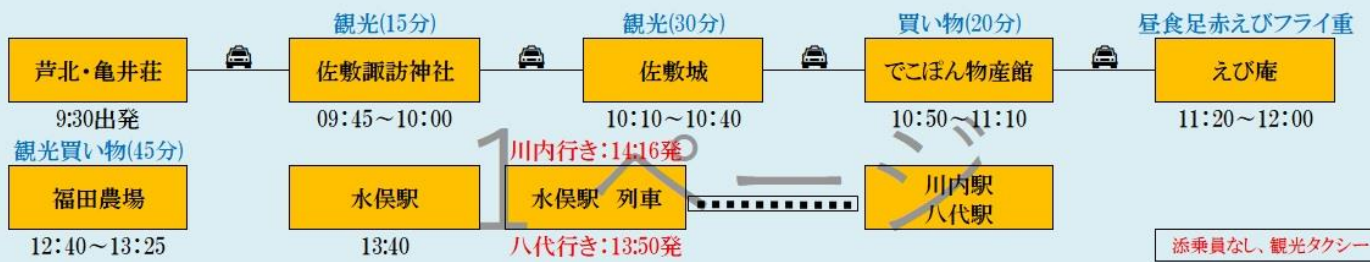 観光(15分)
観光(30分)
買い物(20分)
昼食足赤えびフライ重
芦北・亀井荘
佐敷諏訪神社
佐敷城
でこぽん物産館
えび庵
9:30出発
09:45~10:00
10:10~10:40
10:50~11:10
11:20~12:00
観光買い物(45分)
川内行き:14:16発
福田農場
水俣駅
水俣駅 列車
川内駅
八代駅
12:40~13:25
13:40
八代行き:13:50発
添乗員なし、観光タクシー
1 ページ